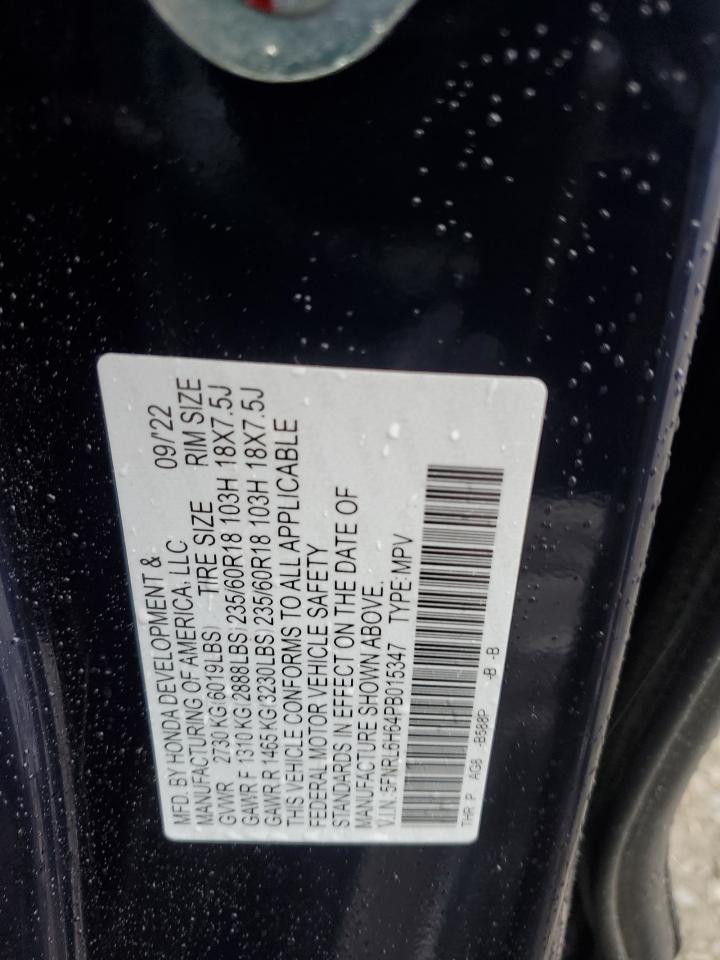 MFD. BY HONDA DEVELOPMENT &
MANUFACTURING OF AMERICA, LLC 09/'22
GVWR 2730 KG(6019LBS) TIRE SIZE RIM SIZE
GAWR F 1310 KG(2888LBS) 235/60R18 103H 18X7.5J
GAWR R 1465 KG(3230LBS) 235/60R18 103H 18X7.5J
THIS VEHICLE CONFORMS TO ALL APPLICABLE
FEDERAL MOTOR VEHICLE SAFETY
STANDARDS IN EFFECT ON THE DATE OF
MANUFACTURE SHOWN ABOVE.
V.I.N. 5FNRL6H64PB015347 TYPE:MPV
THR P AG8 -B588P -B -B